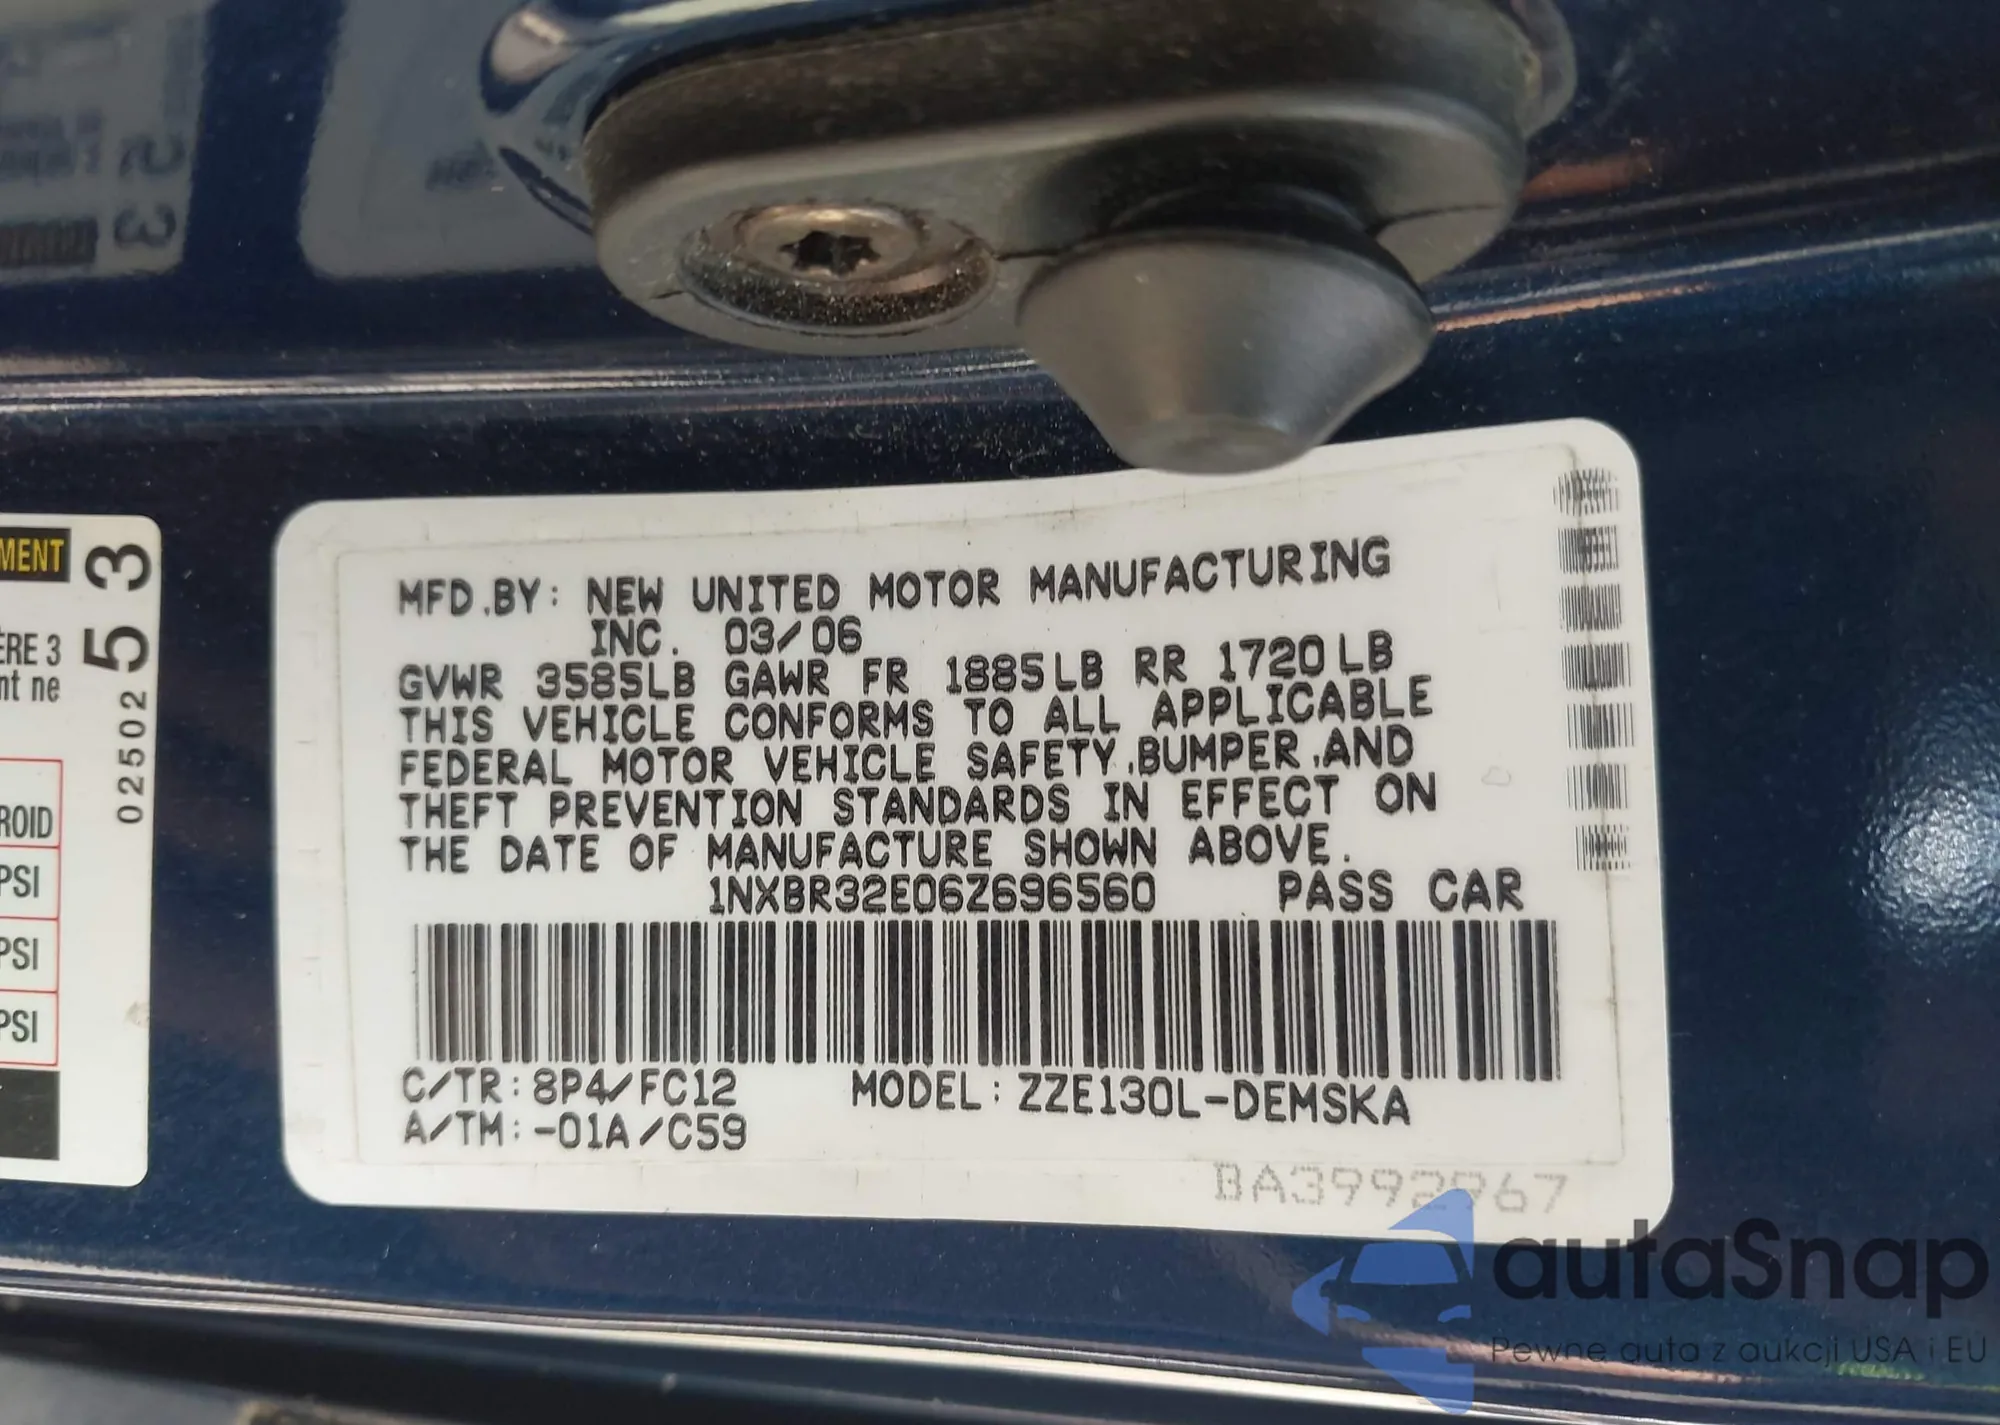 MENT
ÈRE 3
nt ne
ROID
PSI
PSI
PSI
02502 53
MFD.BY: NEW UNITED MOTOR MANUFACTURING
INC. 03/06
GVWR 3585LB GAWR FR 1885LB RR 1720LB
THIS VEHICLE CONFORMS TO ALL APPLICABLE
FEDERAL MOTOR VEHICLE SAFETY,BUMPER,AND
THEFT PREVENTION STANDARDS IN EFFECT ON
THE DATE OF MANUFACTURE SHOWN ABOVE.
1NXBR32E06Z696560 PASS CAR
C/TR: 8P4/FC12 MODEL: ZZE130L-DEMSKA
A/TM: -01A/C59
BA3992967
autaSnap
Pewne auta z aukcji USA i EU